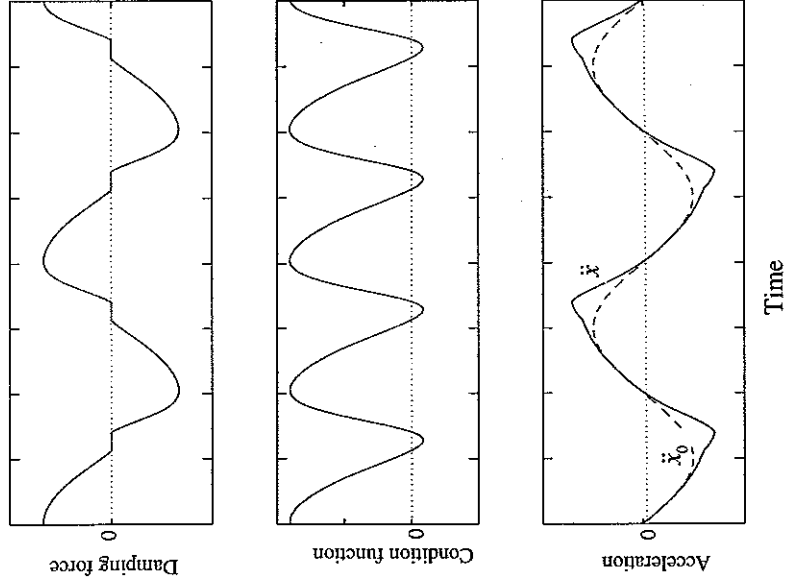 Damping force
0
Condition function
0
Acceleration
0
ẍ₀
ẍ
Time